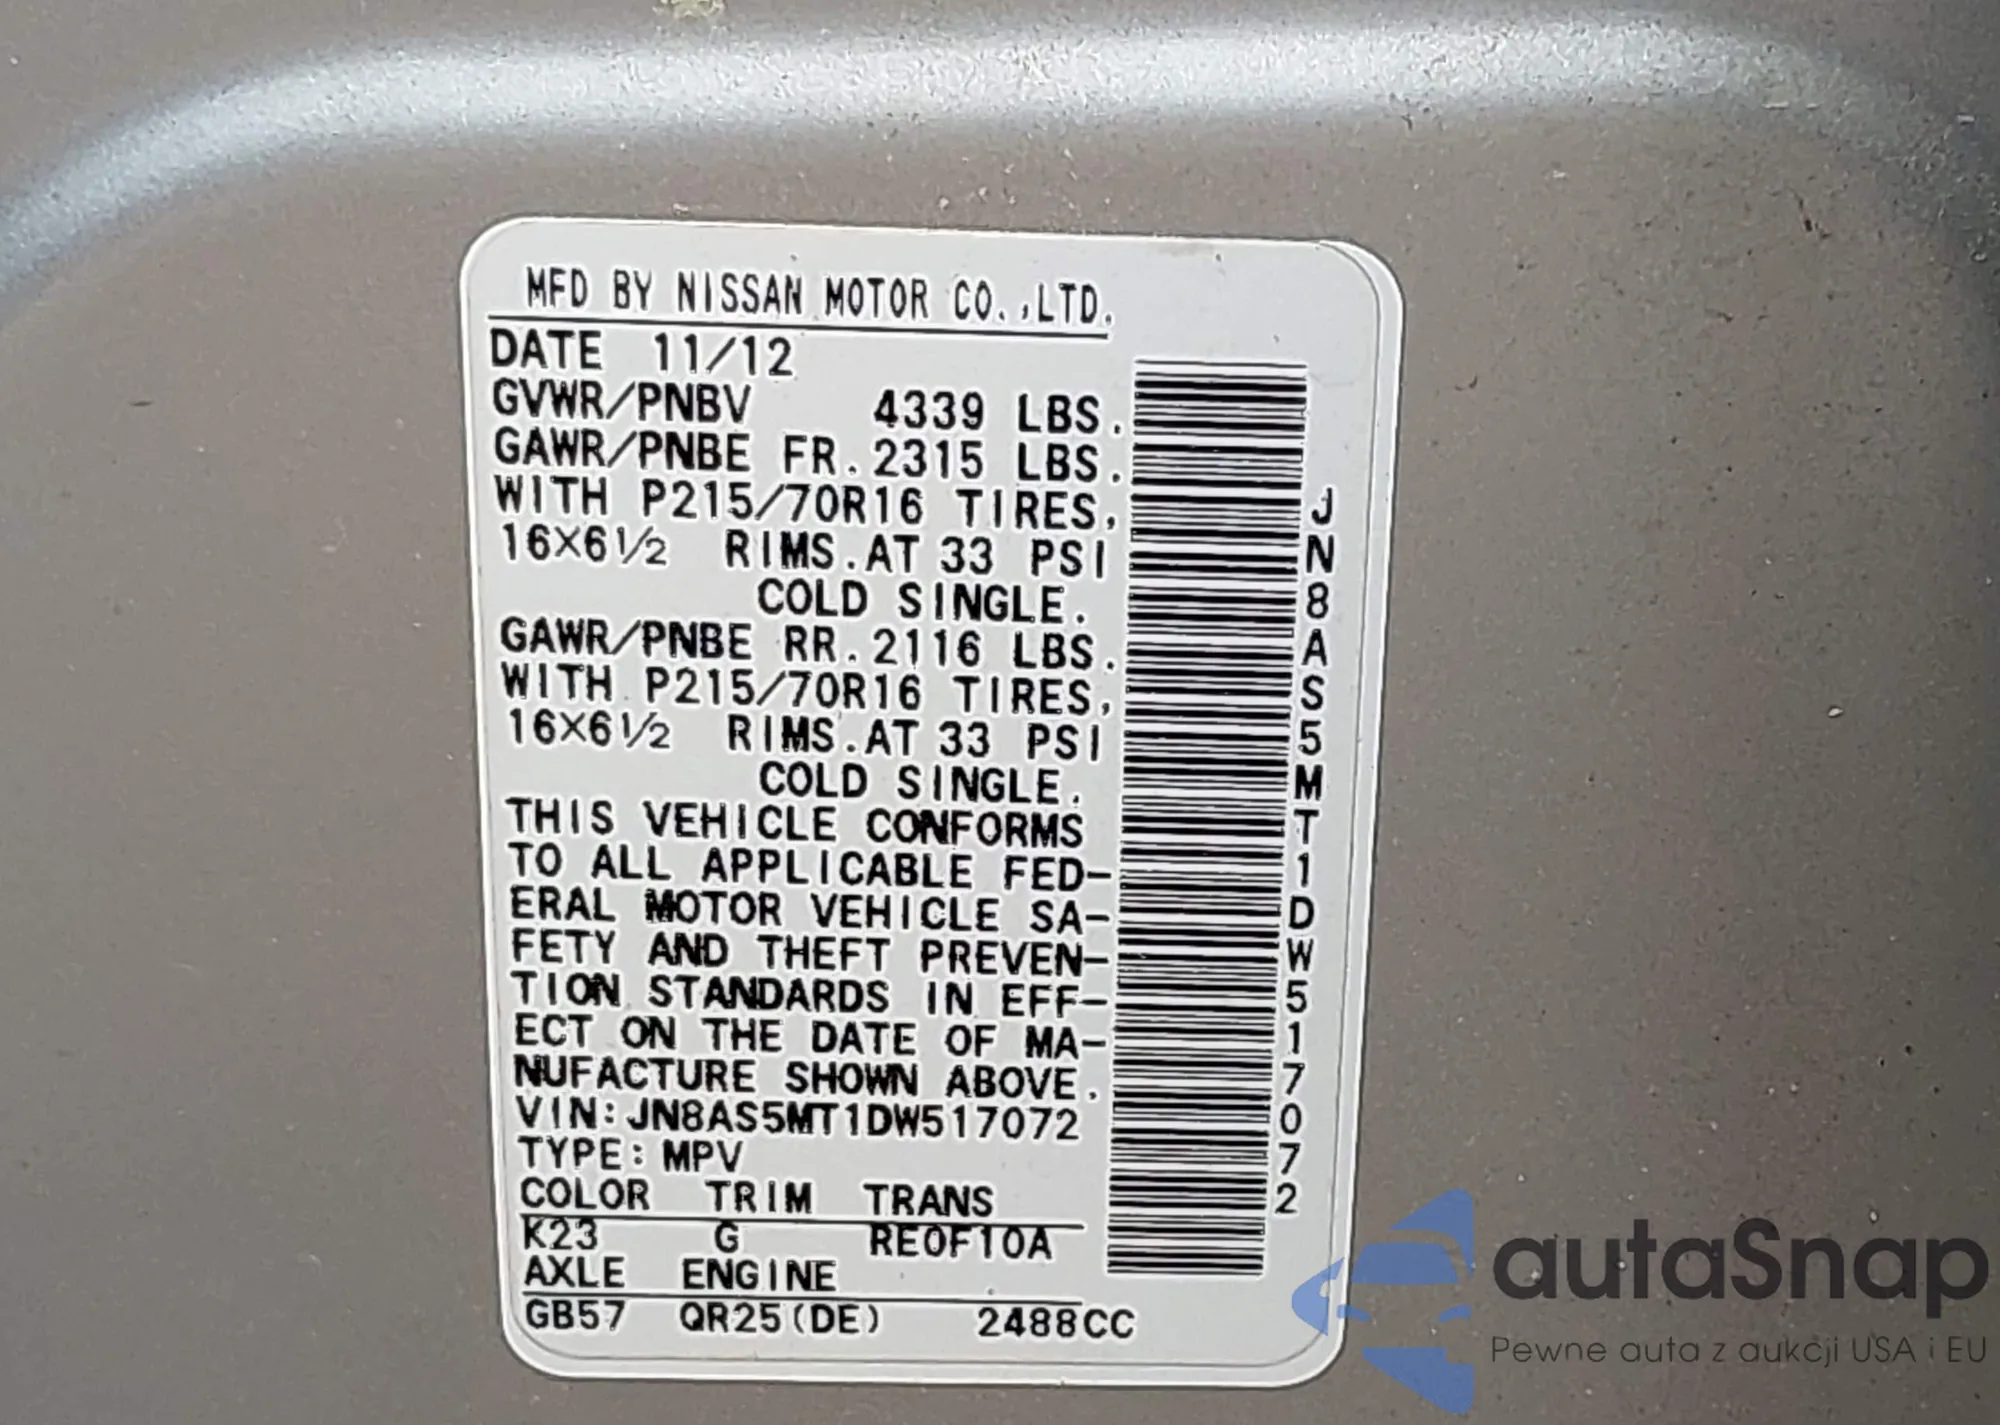 MFD BY NISSAN MOTOR CO.,LTD.
DATE 11/12
GVWR/PNBV 4339 LBS.
GAWR/PNBE FR. 2315 LBS.
WITH P215/70R16 TIRES,
16X6½ RIMS.AT 33 PSI
COLD SINGLE.
GAWR/PNBE RR. 2116 LBS.
WITH P215/70R16 TIRES,
16X6½ RIMS.AT 33 PSI
COLD SINGLE.
THIS VEHICLE CONFORMS
TO ALL APPLICABLE FED-
ERAL MOTOR VEHICLE SA-
FETY AND THEFT PREVEN-
TION STANDARDS IN EFF-
ECT ON THE DATE OF MA-
NUFACTURE SHOWN ABOVE.
VIN:JN8AS5MT1DW517072
TYPE:MPV
COLOR TRIM TRANS
K23 G RE0F10A
AXLE ENGINE
GB57 QR25(DE) 2488CC
JN8AS5MT1DW517072
autaSnap
Pewne auta z aukcji USA i EU